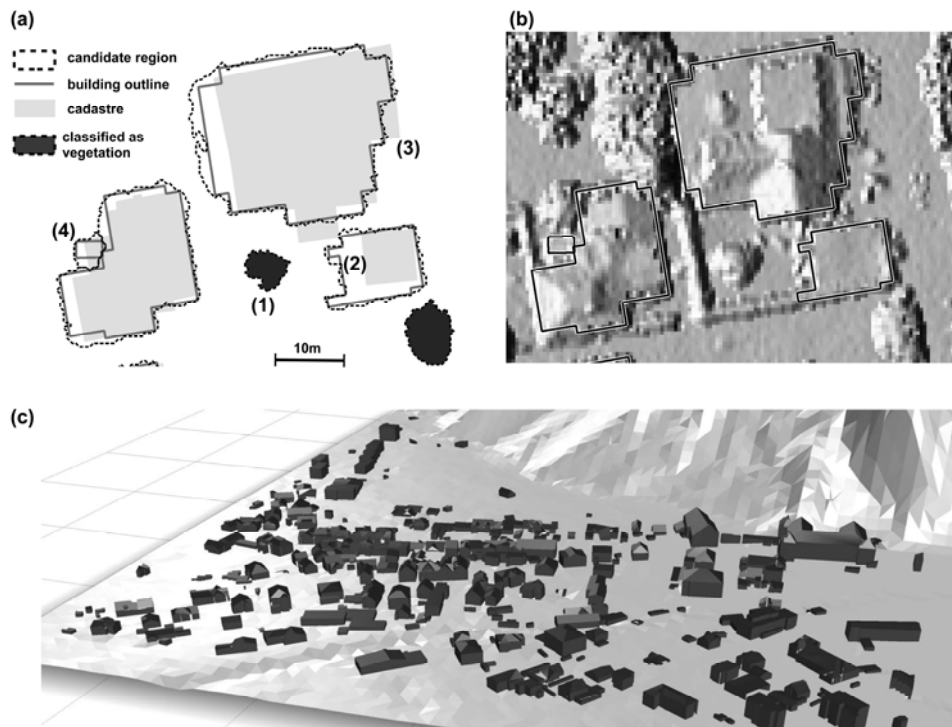 (a)
candidate region
building outline
cadastre
classified as
vegetation
(3)
(4)
(2)
(1)
10m
(b)
(c)